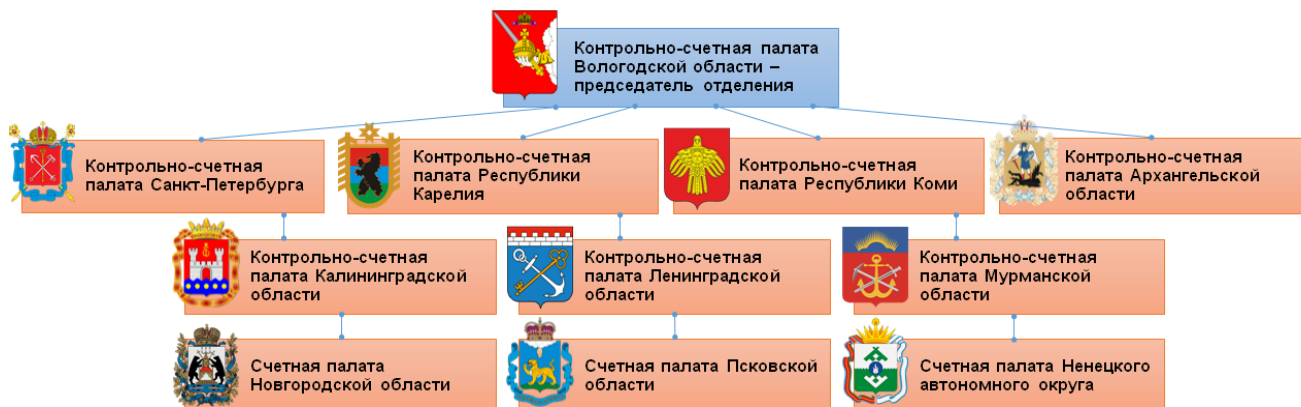 Контрольно-счетная палата
Вологодской области –
председатель отделения
Контрольно-счетная
палата Санкт-Петербурга
Контрольно-счетная
палата Республики
Карелия
Контрольно-счетная
палата Республики Коми
Контрольно-счетная
палата Архангельской
области
Контрольно-счетная
палата Калининградской
области
Контрольно-счетная
палата Ленинградской
области
Контрольно-счетная
палата Мурманской
области
Счетная палата
Новгородской области
Счетная палата Псковской
области
Счетная палата Ненецкого
автономного округа